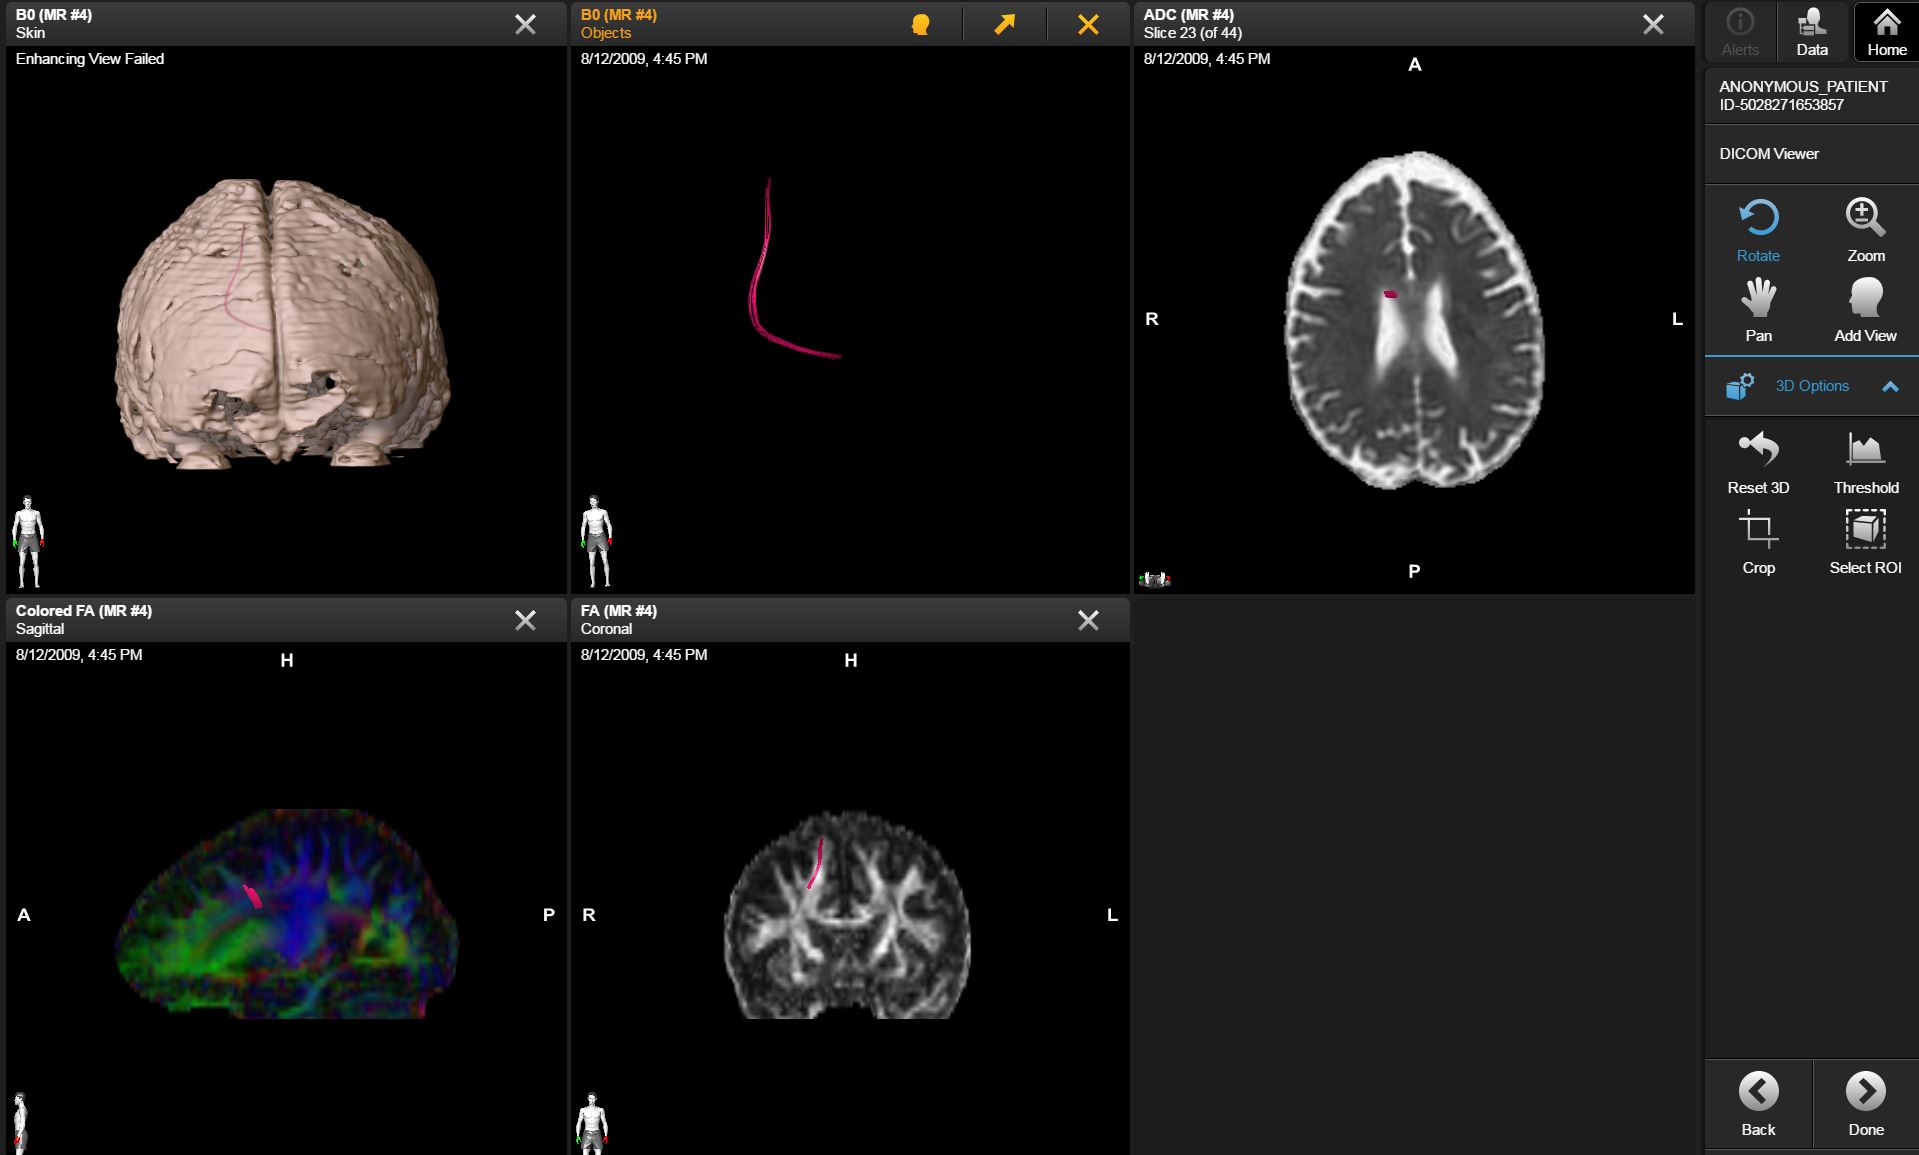 B0 (MR #4)
Skin
Enhancing View Failed
B0 (MR #4)
Objects
8/12/2009, 4:45 PM
ADC (MR #4)
Slice 23 (of 44)
8/12/2009, 4:45 PM
A
R
L
P
Colored FA (MR #4)
Sagittal
8/12/2009, 4:45 PM
H
A
P
FA (MR #4)
Coronal
8/12/2009, 4:45 PM
H
R
L
Alerts
Data
Home
ANONYMOUS_PATIENT
ID-5028271653857
DICOM Viewer
Rotate
Zoom
Pan
Add View
3D Options
Reset 3D
Threshold
Crop
Select ROI
Back
Done